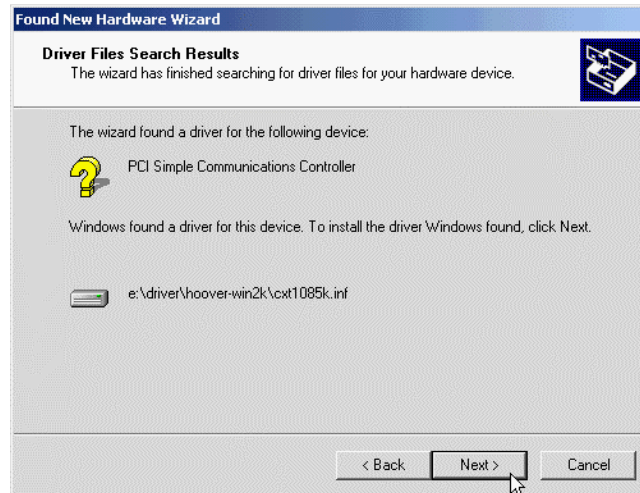 Found New Hardware Wizard
Driver Files Search Results
The wizard has finished searching for driver files for your hardware device.
The wizard found a driver for the following device:
PCI Simple Communications Controller
Windows found a driver for this device. To install the driver Windows found, click Next.
e:\driver\hoover-win2k\cxt1085k.inf
< Back
Next >
Cancel